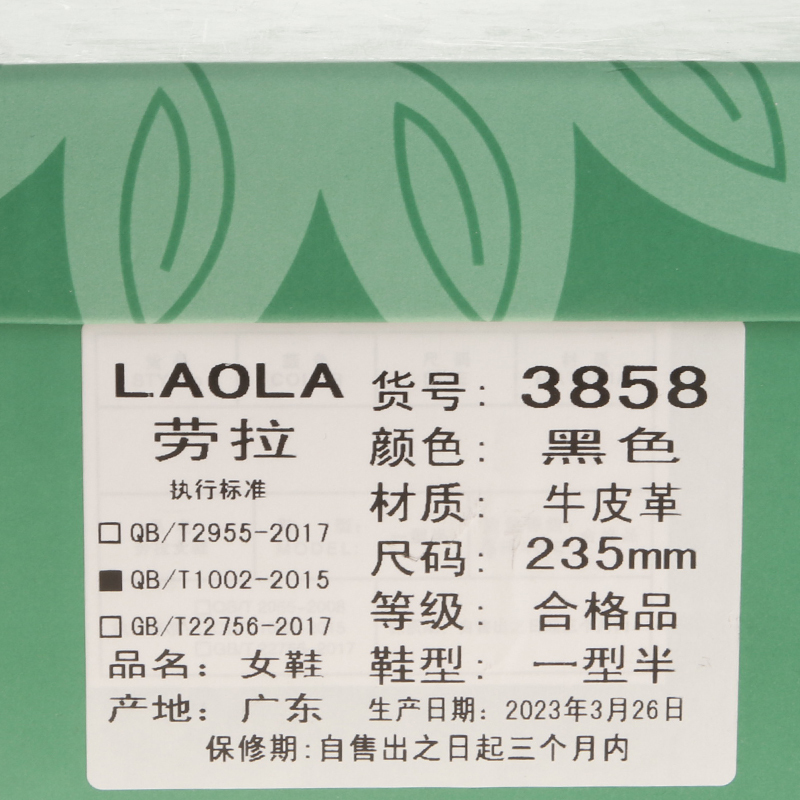 LAOLA
劳拉
执行标准
□QB/T2955-2017
■QB/T1002-2015
□GB/T22756-2017
品名：女鞋
产地：广东
货号：3858
颜色：黑色
材质：牛皮革
尺码：235mm
等级：合格品
鞋型：一型半
生产日期：2023年3月26日
保修期:自售出之日起三个月内